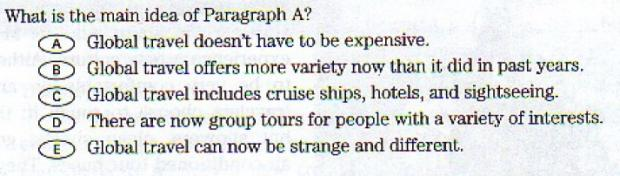 What is the main idea of Paragraph A?
A Global travel doesn't have to be expensive.
B Global travel offers more variety now than it did in past years.
C Global travel includes cruise ships, hotels, and sightseeing.
D There are now group tours for people with a variety of interests.
E Global travel can now be strange and different.